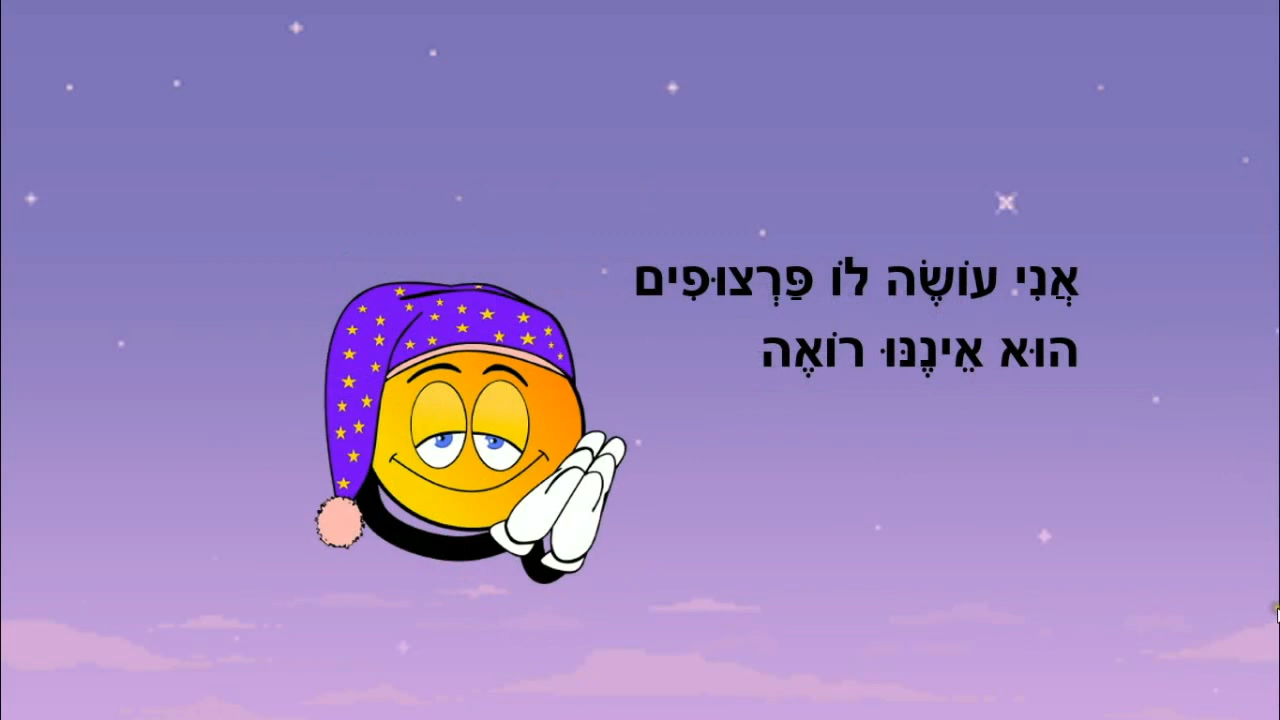 אֲנִי עוֹשֶׂה לוֹ פַּרְצוּפִים
הוּא אֵינֶנּוּ רוֹאֶה